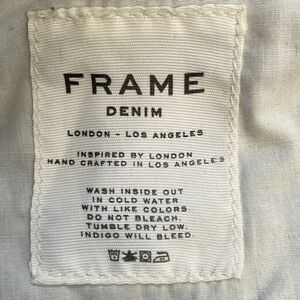 FRAME
DENIM
LONDON - LOS ANGELES
INSPIRED BY LONDON
HAND CRAFTED IN LOS ANGELES
WASH INSIDE OUT
IN COLD WATER
WITH LIKE COLORS
DO NOT BLEACH.
TUMBLE DRY LOW.
INDIGO WILL BLEED.